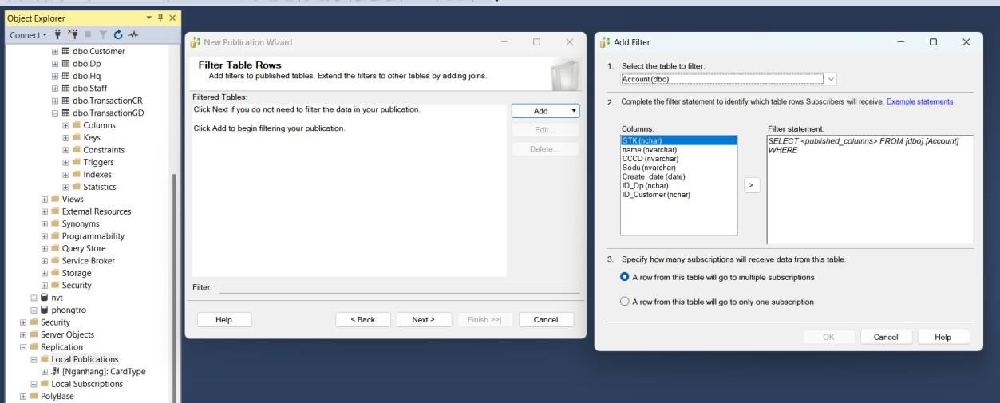 Object Explorer
Connect
dbo.Customer
dbo.Dp
dbo.Hq
dbo.Staff
dbo.TransactionCR
dbo.TransactionGD
Columns
Keys
Constraints
Triggers
Indexes
Statistics
Views
External Resources
Synonyms
Programmability
Query Store
Service Broker
Storage
Security
nvt
phongtro
Security
Server Objects
Replication
Local Publications
[Nganhang]: CardType
Local Subscriptions
PolyBase
New Publication Wizard
Filter Table Rows
Add filters to published tables. Extend the filters to other tables by adding joins.
Filtered Tables:
Click Next if you do not need to filter the data in your publication.
Click Add to begin filtering your publication.
Add
Edit...
Delete...
Filter:
Help
< Back
Next >
Finish >>|
Cancel
Add Filter
1. Select the table to filter.
Account (dbo)
2. Complete the filter statement to identify which table rows Subscribers will receive. Example statements
Columns:
STK (nchar)
name (nvarchar)
CCCD (nvarchar)
Sodu (nvarchar)
Create_date (date)
ID_Dp (nchar)
ID_Customer (nchar)
>
Filter statement:
SELECT <published_columns> FROM [dbo].[Account]
WHERE
3. Specify how many subscriptions will receive data from this table.
A row from this table will go to multiple subscriptions
A row from this table will go to only one subscription
OK
Cancel
Help